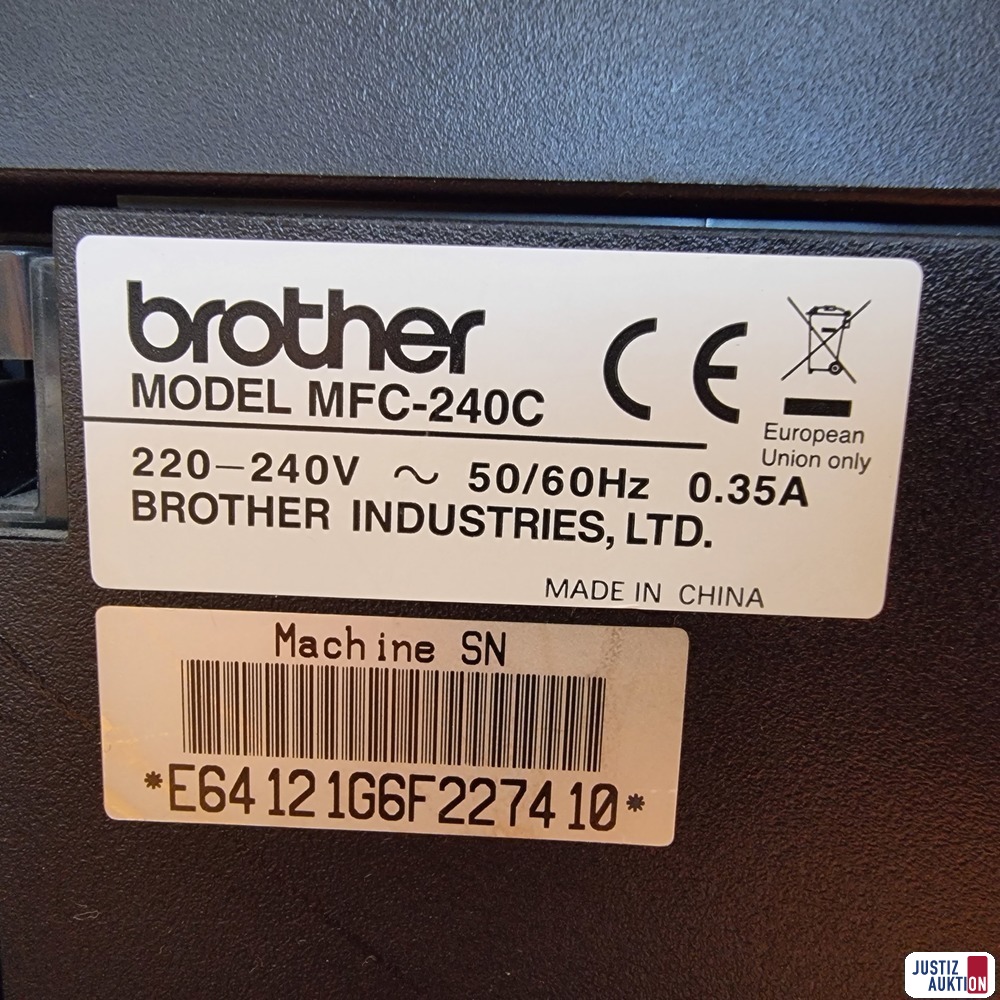 brother
MODEL MFC-240C
220-240V ~ 50/60Hz 0.35A
BROTHER INDUSTRIES, LTD.
MADE IN CHINA
CE
European
Union only
Machine SN
*E64121G6F227410*
JUSTIZ
AUKTION